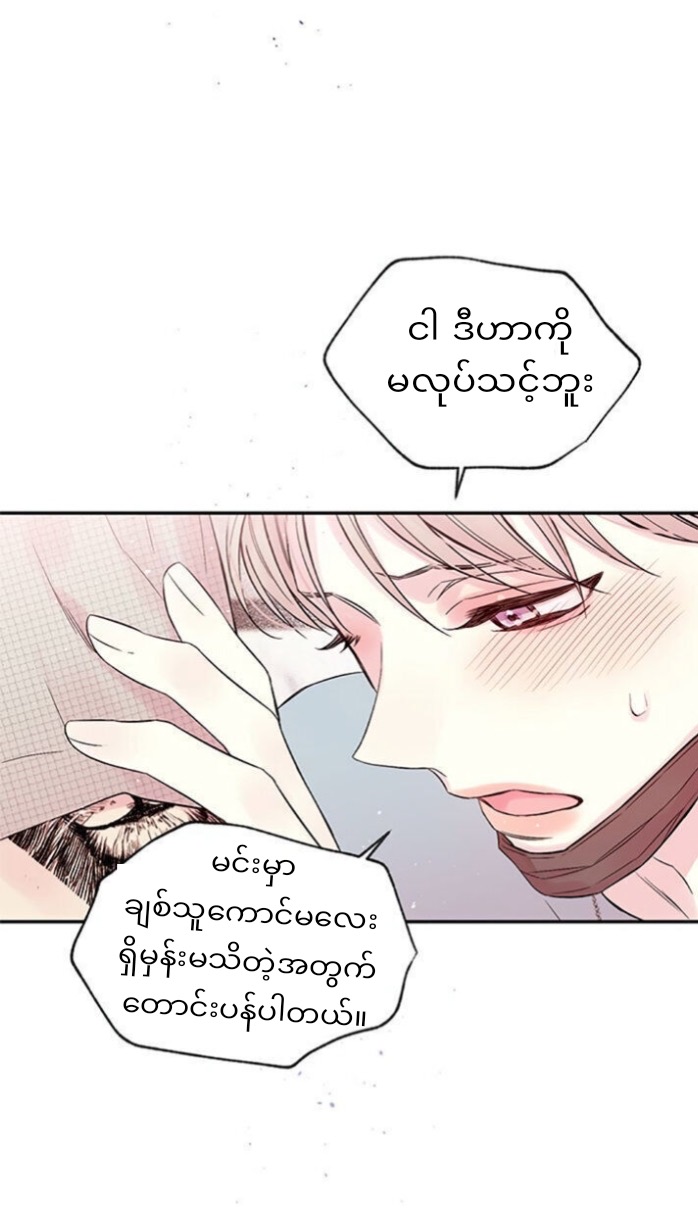 ငါ ဒီဟာကို
မလုပ်သင့်ဘူး
မင်းမှာ
ချစ်သူကောင်မလေး
ရှိမှန်းမသိတဲ့အတွက်
တောင်းပန်ပါတယ်။